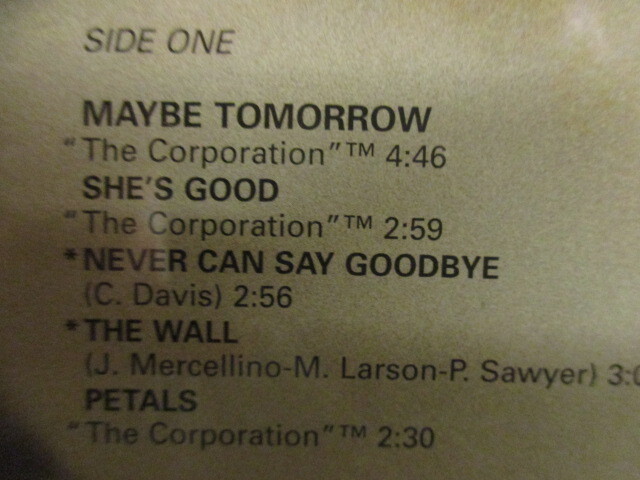 SIDE ONE
MAYBE TOMORROW
"The Corporation"™ 4:46
SHE'S GOOD
"The Corporation"™ 2:59
*NEVER CAN SAY GOODBYE
(C. Davis) 2:56
*THE WALL
(J. Mercellino-M. Larson-P. Sawyer)
PETALS
"The Corporation"™ 2:30